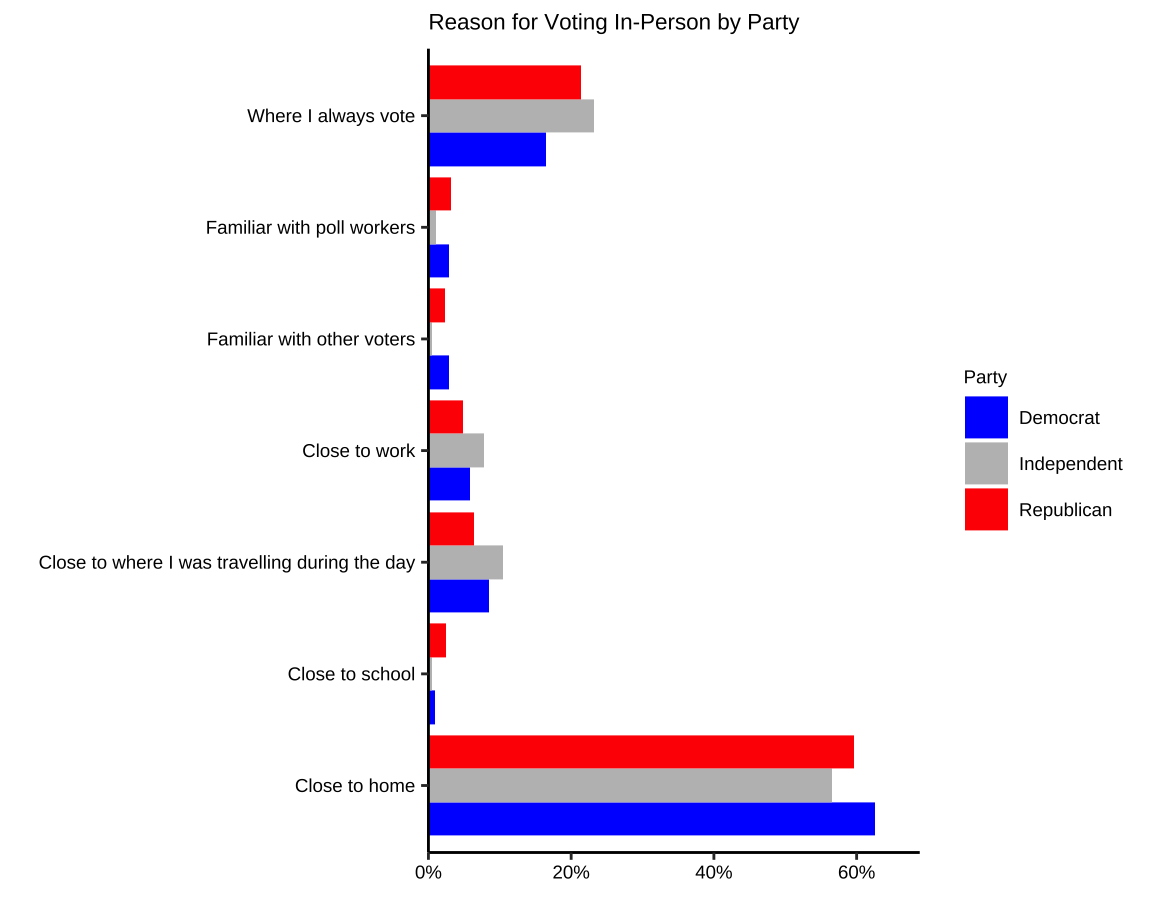 Reason for Voting In-Person by Party
Where I always vote
Familiar with poll workers
Familiar with other voters
Close to work
Close to where I was travelling during the day
Close to school
Close to home
0%
20%
40%
60%
Party
Democrat
Independent
Republican